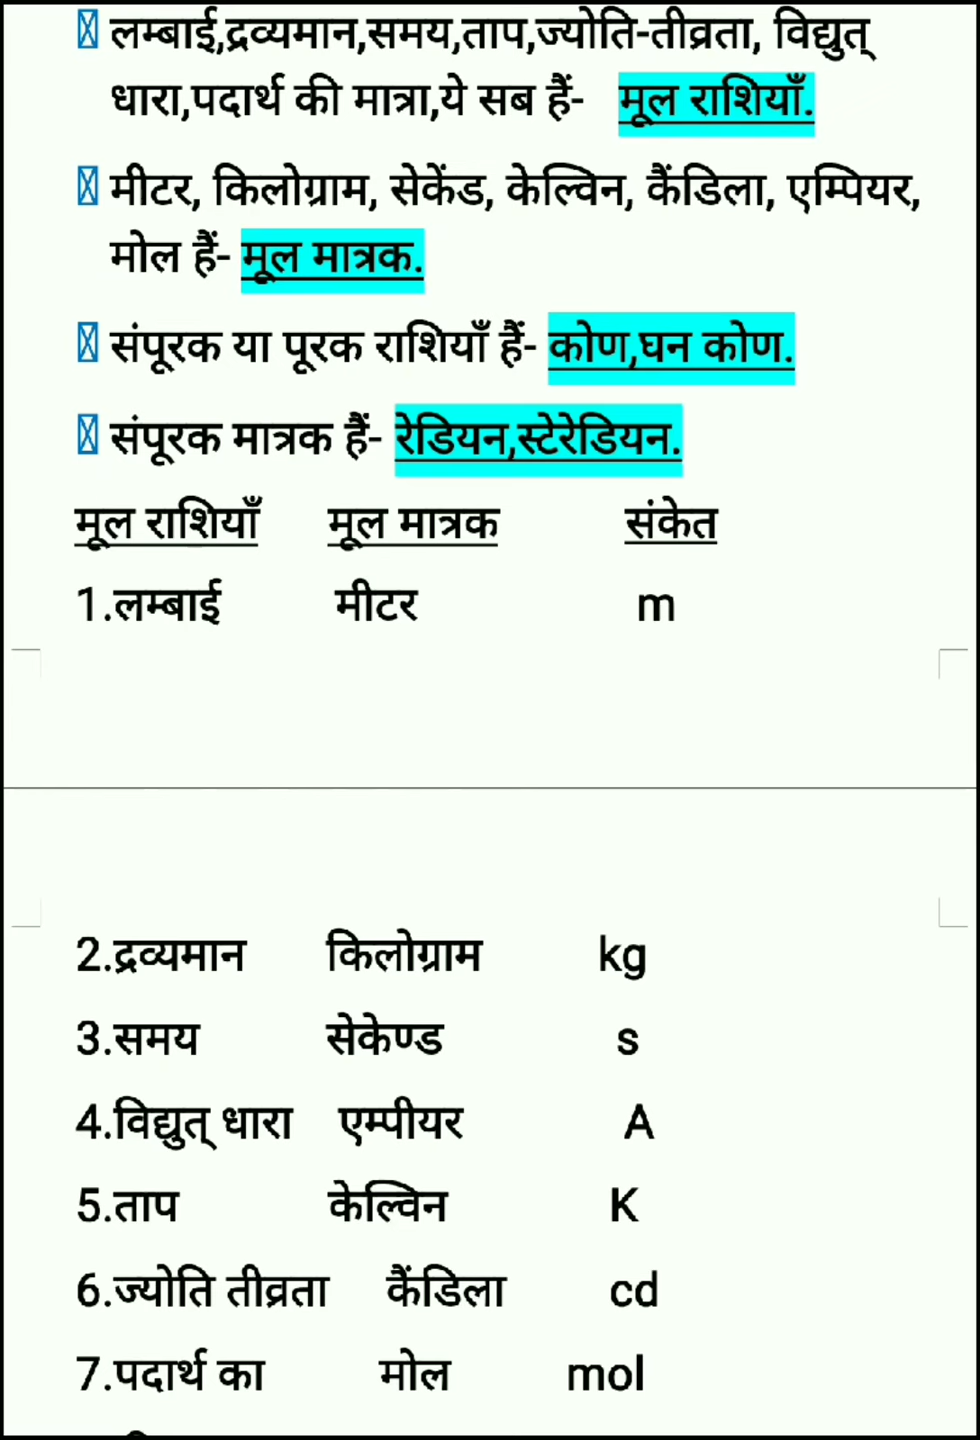 लम्बाई,द्रव्यमान,समय,ताप,ज्योति-तीव्रता, विद्युत्
धारा,पदार्थ की मात्रा,ये सब हैं- मूल राशियाँ.
मीटर, किलोग्राम, सेकेंड, केल्विन, कैंडिला, एम्पियर,
मोल हैं- मूल मात्रक.
संपूरक या पूरक राशियाँ हैं- कोण,घन कोण.
संपूरक मात्रक हैं- रेडियन,स्टेरेडियन.
मूल राशियाँ मूल मात्रक संकेत
1.लम्बाई मीटर m
2.द्रव्यमान किलोग्राम kg
3.समय सेकेण्ड s
4.विद्युत् धारा एम्पीयर A
5.ताप केल्विन K
6.ज्योति तीव्रता कैंडिला cd
7.पदार्थ का मोल mol